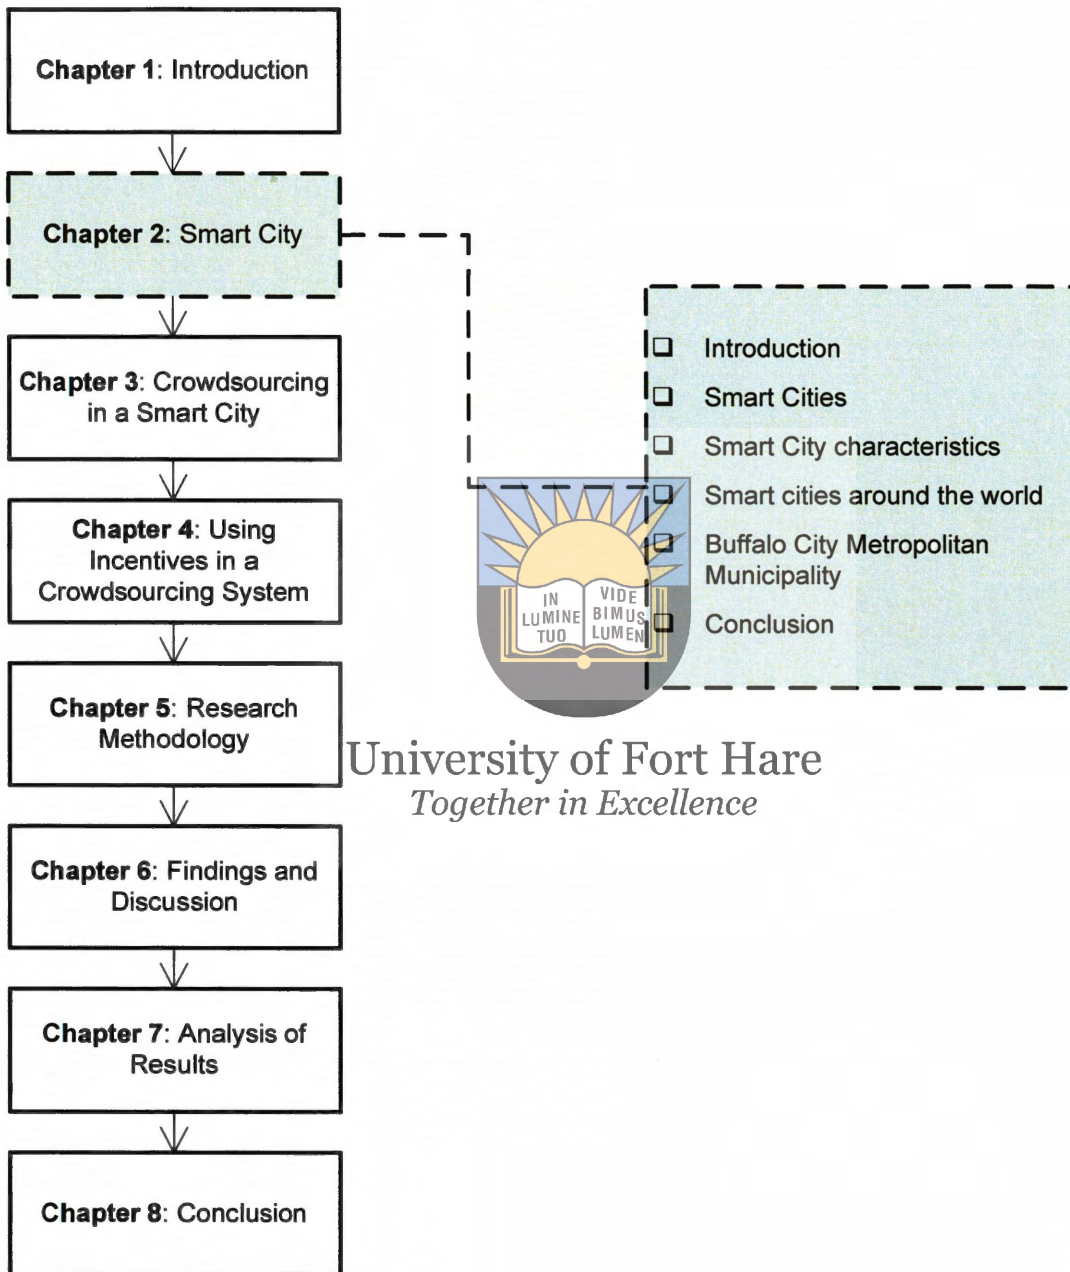 Chapter 1: Introduction
Chapter 2: Smart City
Chapter 3: Crowdsourcing
in a Smart City
Chapter 4: Using
Incentives in a
Crowdsourcing System
Chapter 5: Research
Methodology
Chapter 6: Findings and
Discussion
Chapter 7: Analysis of
Results
Chapter 8: Conclusion
Introduction
Smart Cities
Smart City characteristics
Smart cities around the world
Buffalo City Metropolitan
Municipality
Conclusion
IN
LUMINE
TUO
VIDE
BIMUS
LUMEN
University of Fort Hare
Together in Excellence